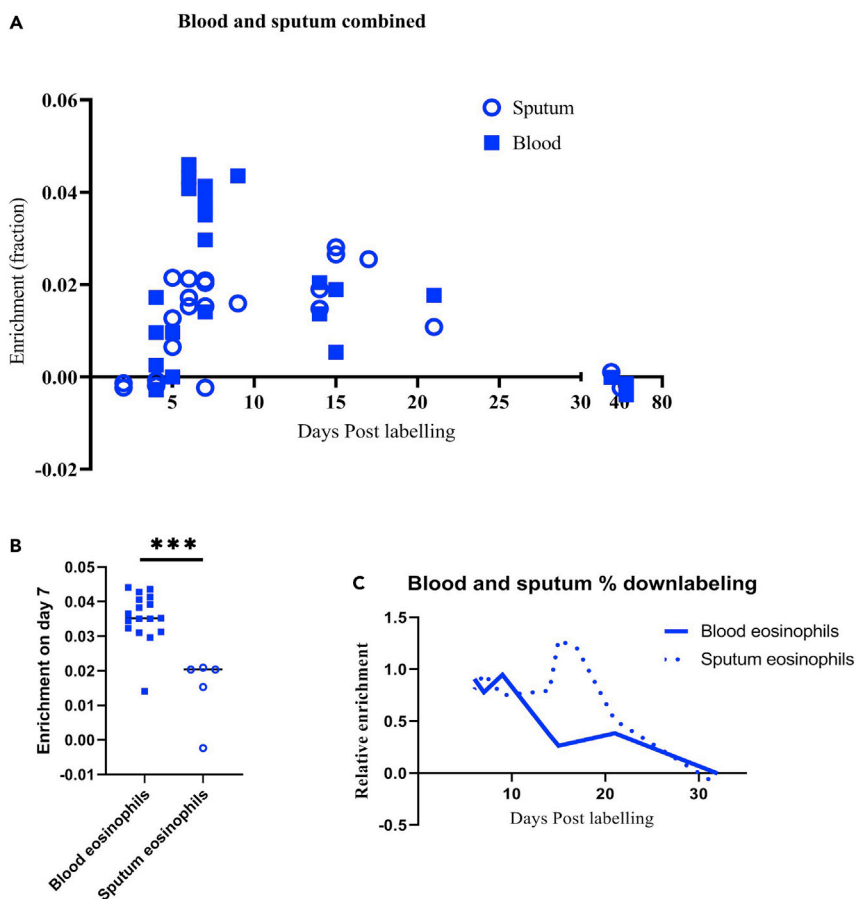 A
Blood and sputum combined
0.06
0.04
0.02
0.00
-0.02
Enrichment (fraction)
Sputum
Blood
5 10 15 20 25 30 40 80
Days Post labelling
B
***
0.05
0.04
0.03
0.02
0.01
0.00
-0.01
Enrichment on day 7
Blood eosinophils
Sputum eosinophils
C
Blood and sputum % downlabeling
1.5
1.0
0.5
0.0
-0.5
Relative enrichment
Blood eosinophils
Sputum eosinophils
10 20 30
Days Post labelling